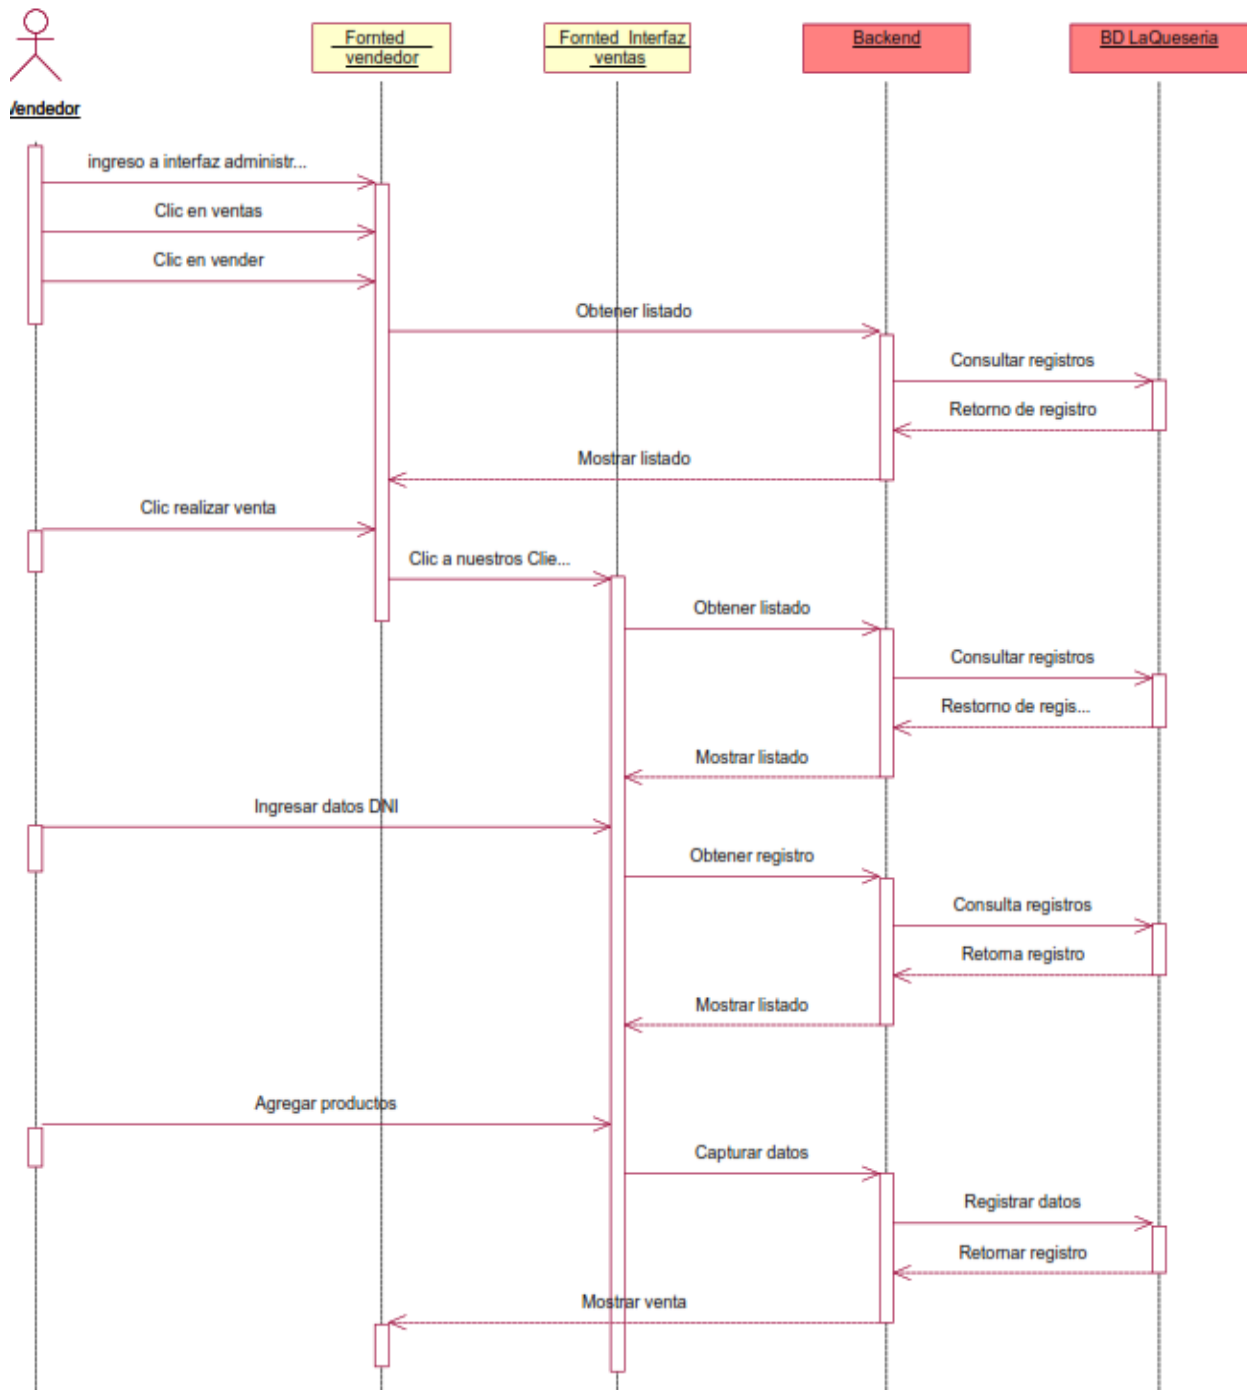 Fornted
vendedor
Fornted Interfaz
ventas
Backend
BD LaQueseria
Vendedor
ingreso a interfaz administr...
Clic en ventas
Clic en vender
Obtener listado
Consultar registros
Retorno de registro
Mostrar listado
Clic realizar venta
Clic a nuestros Clie...
Obtener listado
Consultar registros
Restorno de regis...
Mostrar listado
Ingresar datos DNI
Obtener registro
Consulta registros
Retorna registro
Mostrar listado
Agregar productos
Capturar datos
Registrar datos
Retornar registro
Mostrar venta